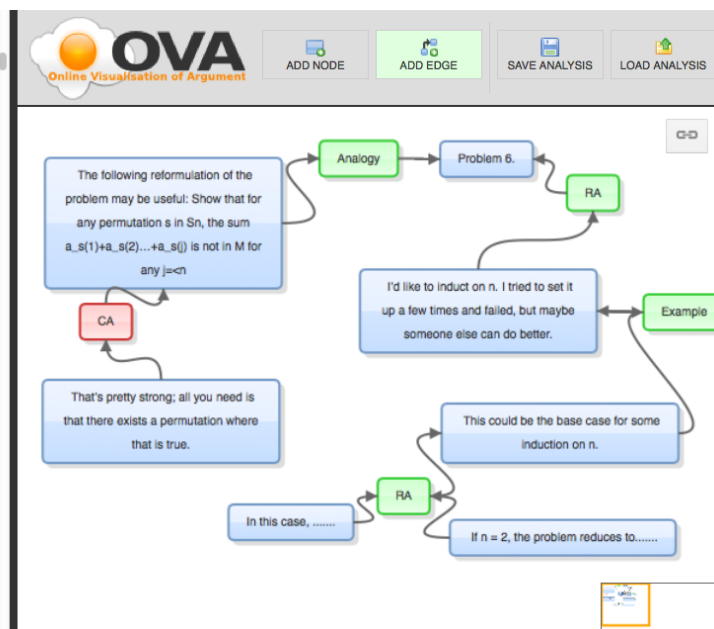 OVA
Online Visualisation of Argument
ADD NODE
ADD EDGE
SAVE ANALYSIS
LOAD ANALYSIS
The following reformulation of the
problem may be useful: Show that for
any permutation s in Sn, the sum
a_s(1)+a_s(2)...+a_s(j) is not in M for
any j=<n
Analogy
Problem 6.
RA
I'd like to induct on n. I tried to set it
up a few times and failed, but maybe
someone else can do better.
Example
CA
That's pretty strong; all you need is
that there exists a permutation where
that is true.
This could be the base case for some
induction on n.
RA
In this case, .......
If n = 2, the problem reduces to.......